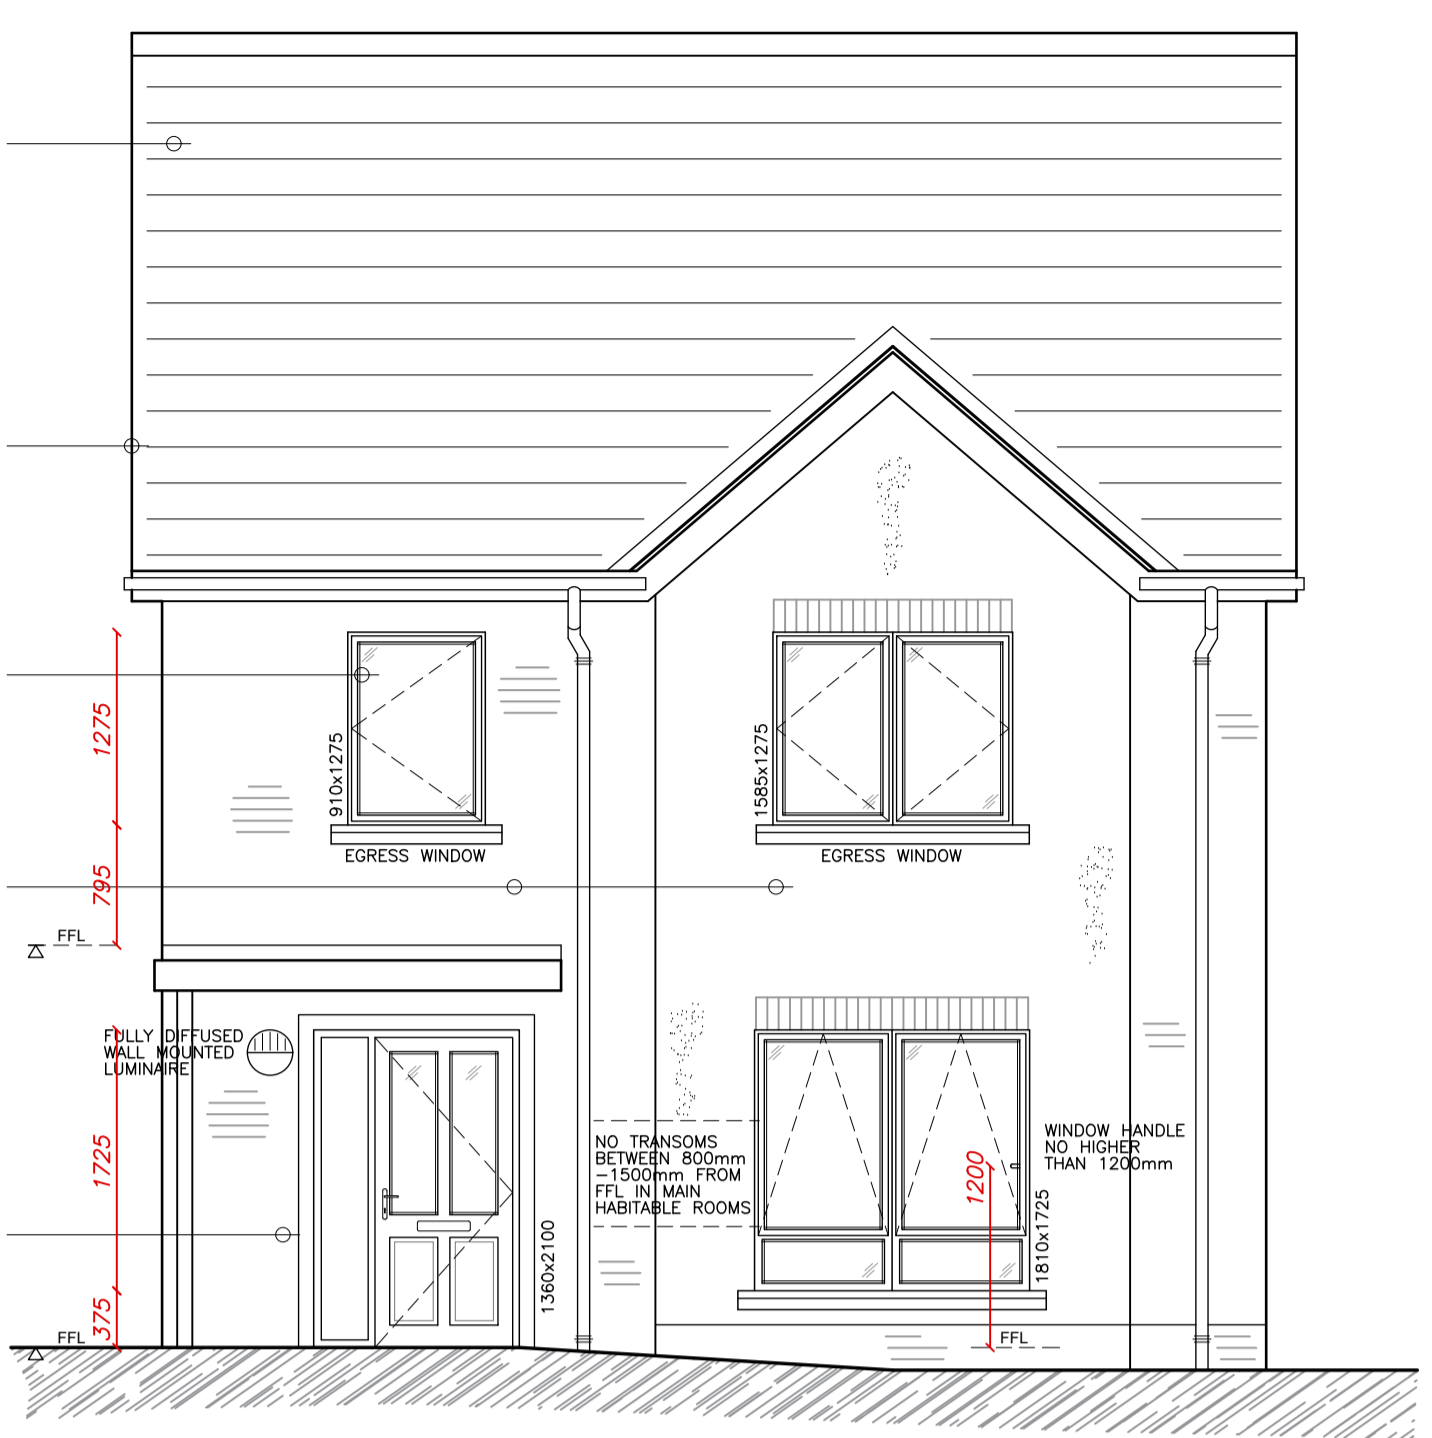 1275
910x1275
1585x1275
EGRESS WINDOW
EGRESS WINDOW
795
FFL
FULLY DIFFUSED
WALL MOUNTED
LUMINAIRE
1725
NO TRANSOMS
BETWEEN 800mm
-1500mm FROM
FFL IN MAIN
HABITABLE ROOMS
WINDOW HANDLE
NO HIGHER
THAN 1200mm
1200
1810x1725
1360x2100
375
FFL
FFL